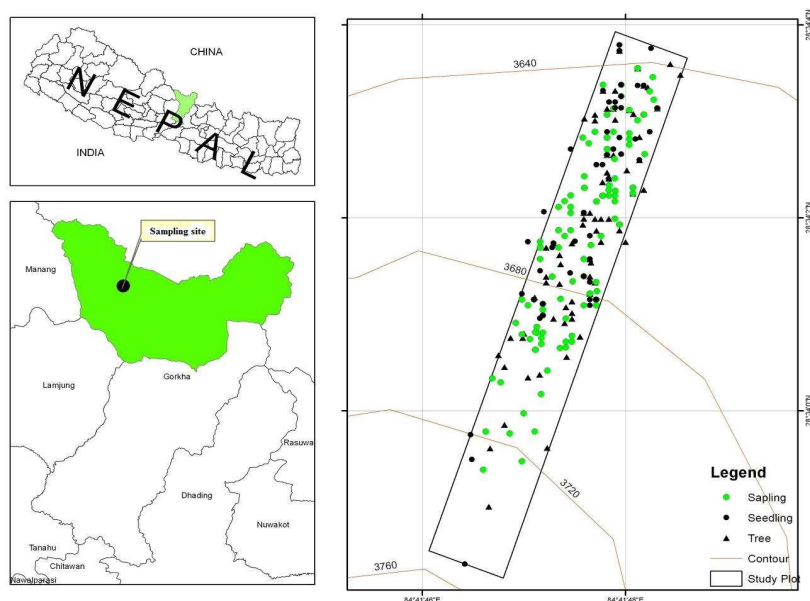 CHINA
NEPAL
INDIA
Sampling site
Manang
Gorkha
Lamjung
Rasuwa
Dhading
Nuwakot
Tanahu
Chitawan
Nawalparasi
3640
3680
3720
3760
Legend
Sapling
Seedling
Tree
Contour
Study Plot
84°41'46"E
84°41'48"E